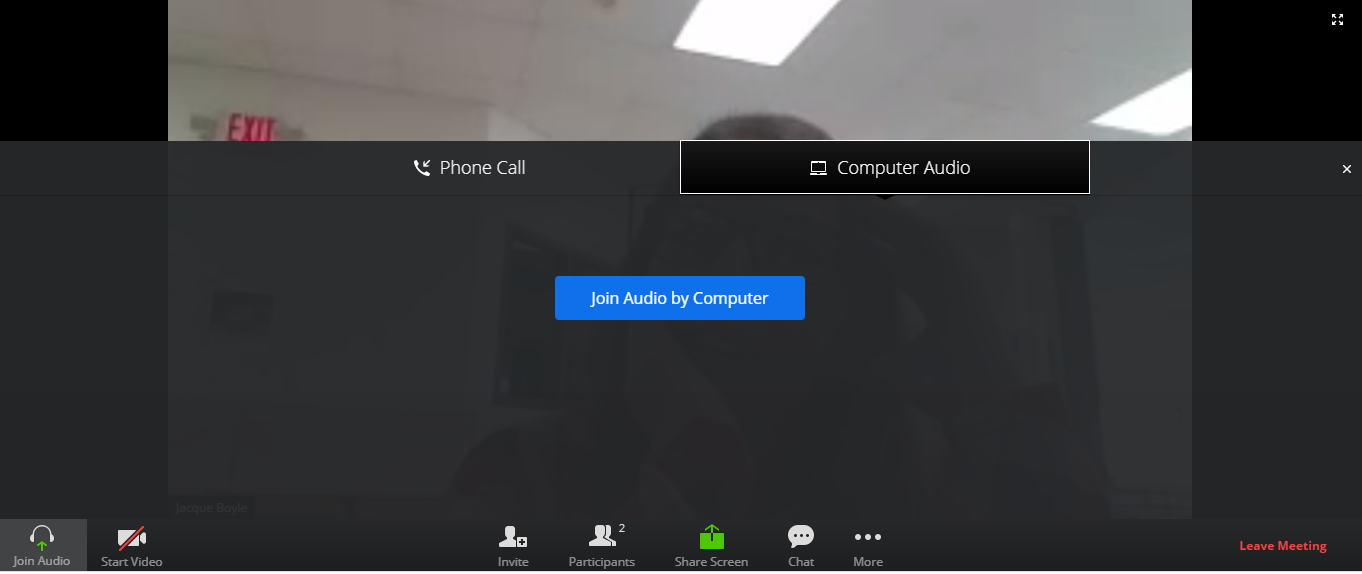 EXIT
Phone Call
Computer Audio
Join Audio by Computer
Jacque Boyle
Join Audio
Start Video
Invite
Participants
2
Share Screen
Chat
More
Leave Meeting